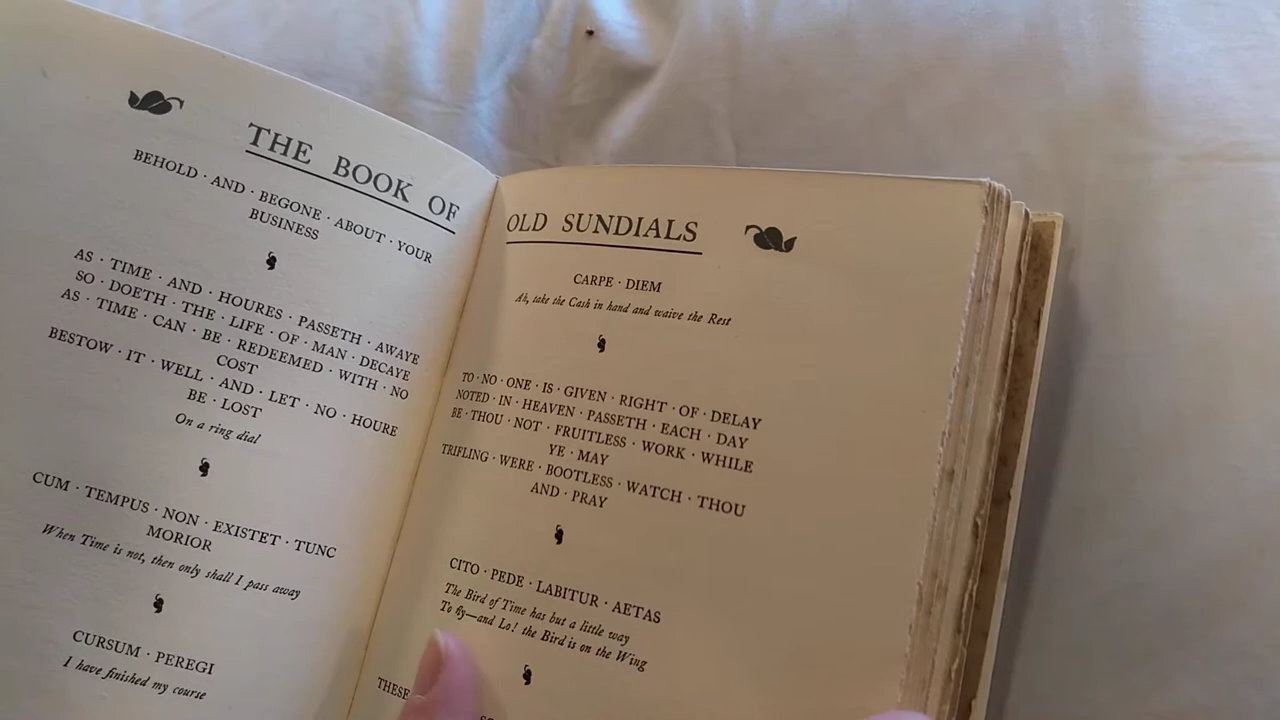 THE BOOK OF
BEHOLD · AND · BEGONE · ABOUT · YOUR
BUSINESS
AS · TIME · AND · HOURES · PASSETH · AWAYE
SO · DOETH · THE · LIFE · OF · MAN · DECAYE
AS · TIME · CAN · BE · REDEEMED · WITH · NO
COST
BESTOW · IT · WELL · AND · LET · NO · HOURE
BE · LOST
On a ring dial
CUM · TEMPUS · NON · EXISTET · TUNC
MORIOR
When Time is not, then only shall I pass away
CURSUM · PEREGI
I have finished my course
OLD SUNDIALS
CARPE · DIEM
Ah, take the Cash in hand and waive the Rest
TO · NO · ONE · IS · GIVEN · RIGHT · OF · DELAY
NOTED · IN · HEAVEN · PASSETH · EACH · DAY
BE · THOU · NOT · FRUITLESS · WORK · WHILE
YE · MAY
TRIFLING · WERE · BOOTLESS · WATCH · THOU
AND · PRAY
CITO · PEDE · LABITUR · AETAS
The Bird of Time has but a little way
To fly—and Lo! the Bird is on the Wing
THESE